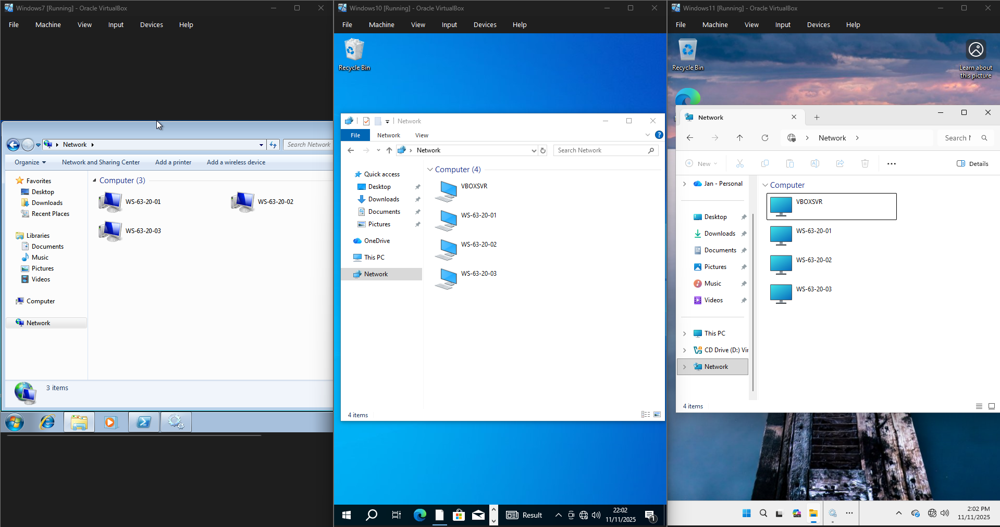 Windows7 [Running] - Oracle VirtualBox
File Machine View Input Devices Help
Network
Search Network
Organize Network and Sharing Center Add a printer Add a wireless device
Favorites
Desktop
Downloads
Recent Places
Libraries
Documents
Music
Pictures
Videos
Computer
Network
Computer (3)
WS-63-20-01
WS-63-20-02
WS-63-20-03
3 items
Windows10 [Running] - Oracle VirtualBox
File Machine View Input Devices Help
Recycle Bin
Network
File Network View
Network
Search Network
Quick access
Desktop
Downloads
Documents
Pictures
OneDrive
This PC
Network
Computer (4)
VBOXSVR
WS-63-20-01
WS-63-20-02
WS-63-20-03
4 items
Result
22:02
11/11/2025
1
Windows11 [Running] - Oracle VirtualBox
File Machine View Input Devices Help
Recycle Bin
Learn about
this picture
Network
Network
Search
New
Details
Jan - Personal
Desktop
Downloads
Documents
Pictures
Music
Videos
This PC
CD Drive (D:) Vir
Network
Computer
VBOXSVR
WS-63-20-01
WS-63-20-02
WS-63-20-03
4 items
2:02 PM
11/11/2025